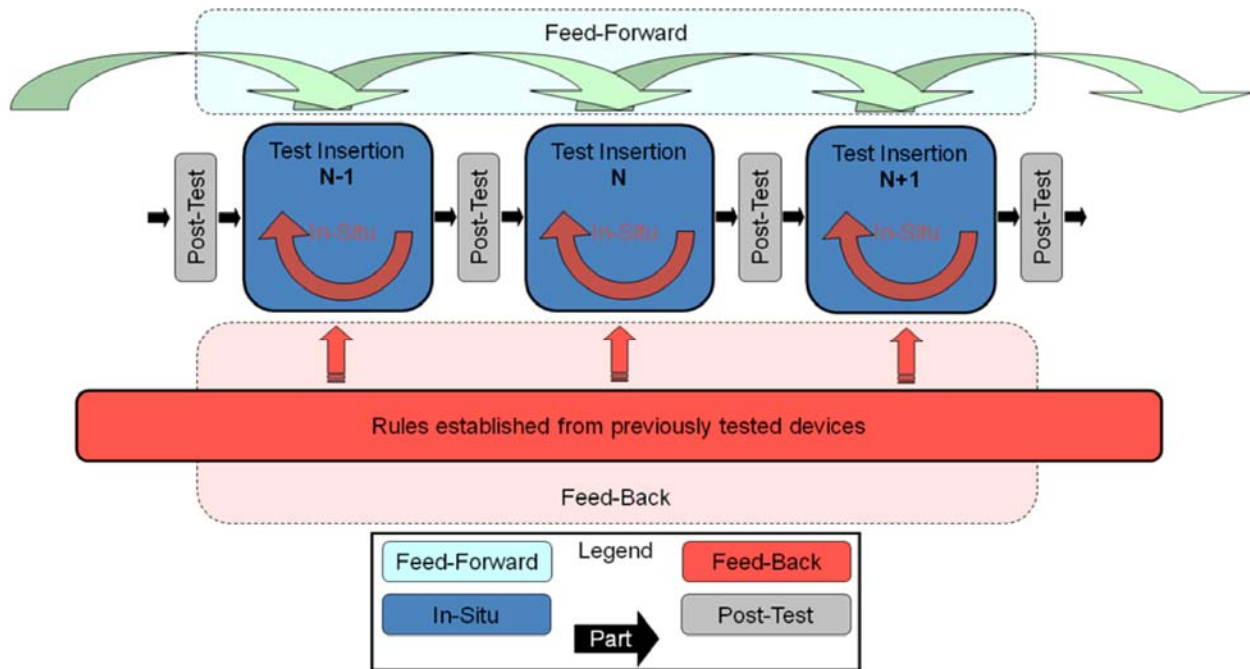 Feed-Forward
Test Insertion
N-1
In-Situ
Test Insertion
N
In-Situ
Test Insertion
N+1
In-Situ
Post-Test
Post-Test
Post-Test
Post-Test
Rules established from previously tested devices
Feed-Back
Legend
Feed-Forward
Feed-Back
In-Situ
Part
Post-Test